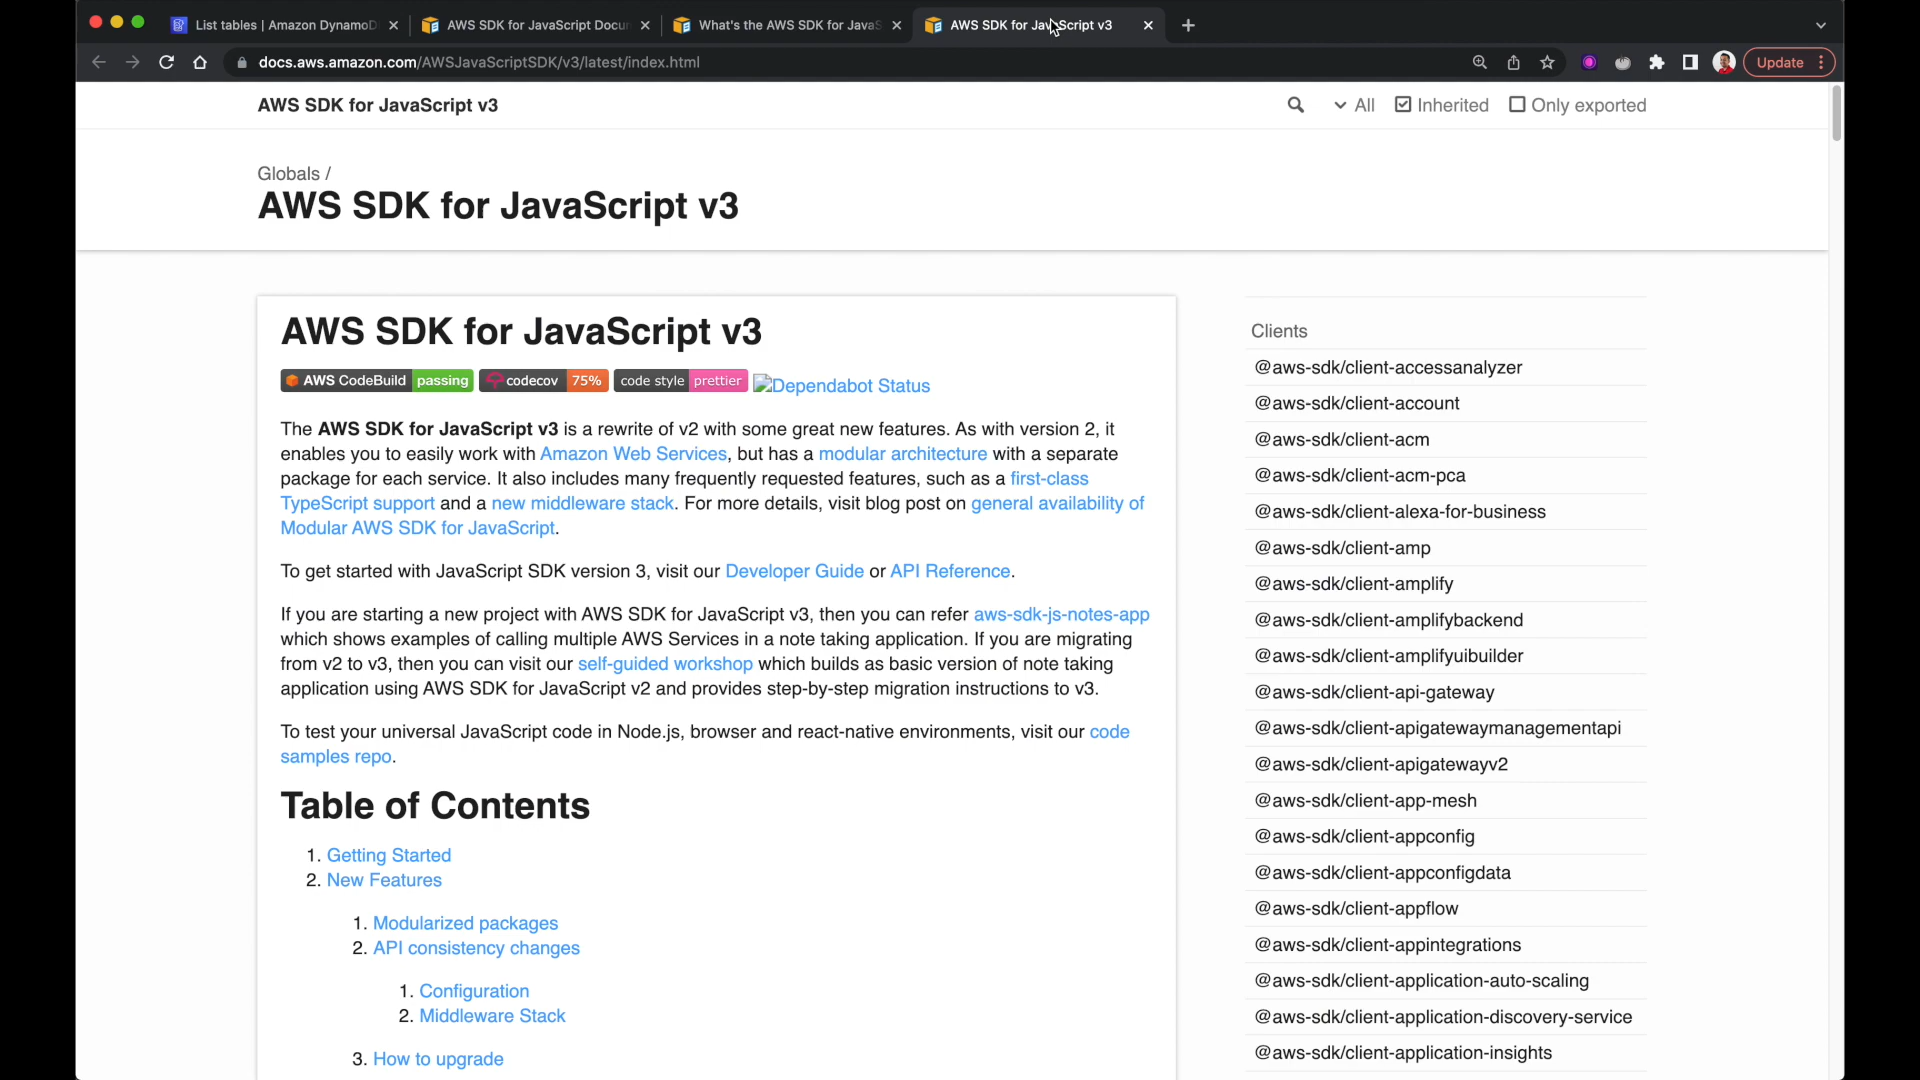 List tables | Amazon DynamoD
AWS SDK for JavaScript Docu
What's the AWS SDK for JavaS
AWS SDK for JavaScript v3
docs.aws.amazon.com/AWSJavaScriptSDK/v3/latest/index.html
Update
AWS SDK for JavaScript v3
All
Inherited
Only exported
Globals /
AWS SDK for JavaScript v3
AWS SDK for JavaScript v3
AWS CodeBuild passing codecov 75% code style prettier Dependabot Status
The AWS SDK for JavaScript v3 is a rewrite of v2 with some great new features. As with version 2, it
enables you to easily work with Amazon Web Services, but has a modular architecture with a separate
package for each service. It also includes many frequently requested features, such as a first-class
TypeScript support and a new middleware stack. For more details, visit blog post on general availability of
Modular AWS SDK for JavaScript.
To get started with JavaScript SDK version 3, visit our Developer Guide or API Reference.
If you are starting a new project with AWS SDK for JavaScript v3, then you can refer aws-sdk-js-notes-app
which shows examples of calling multiple AWS Services in a note taking application. If you are migrating
from v2 to v3, then you can visit our self-guided workshop which builds as basic version of note taking
application using AWS SDK for JavaScript v2 and provides step-by-step migration instructions to v3.
To test your universal JavaScript code in Node.js, browser and react-native environments, visit our code
samples repo.
Table of Contents
1. Getting Started
2. New Features
1. Modularized packages
2. API consistency changes
1. Configuration
2. Middleware Stack
3. How to upgrade
Clients
@aws-sdk/client-accessanalyzer
@aws-sdk/client-account
@aws-sdk/client-acm
@aws-sdk/client-acm-pca
@aws-sdk/client-alexa-for-business
@aws-sdk/client-amp
@aws-sdk/client-amplify
@aws-sdk/client-amplifybackend
@aws-sdk/client-amplifyuibuilder
@aws-sdk/client-api-gateway
@aws-sdk/client-apigatewaymanagementapi
@aws-sdk/client-apigatewayv2
@aws-sdk/client-app-mesh
@aws-sdk/client-appconfig
@aws-sdk/client-appconfigdata
@aws-sdk/client-appflow
@aws-sdk/client-appintegrations
@aws-sdk/client-application-auto-scaling
@aws-sdk/client-application-discovery-service
@aws-sdk/client-application-insights